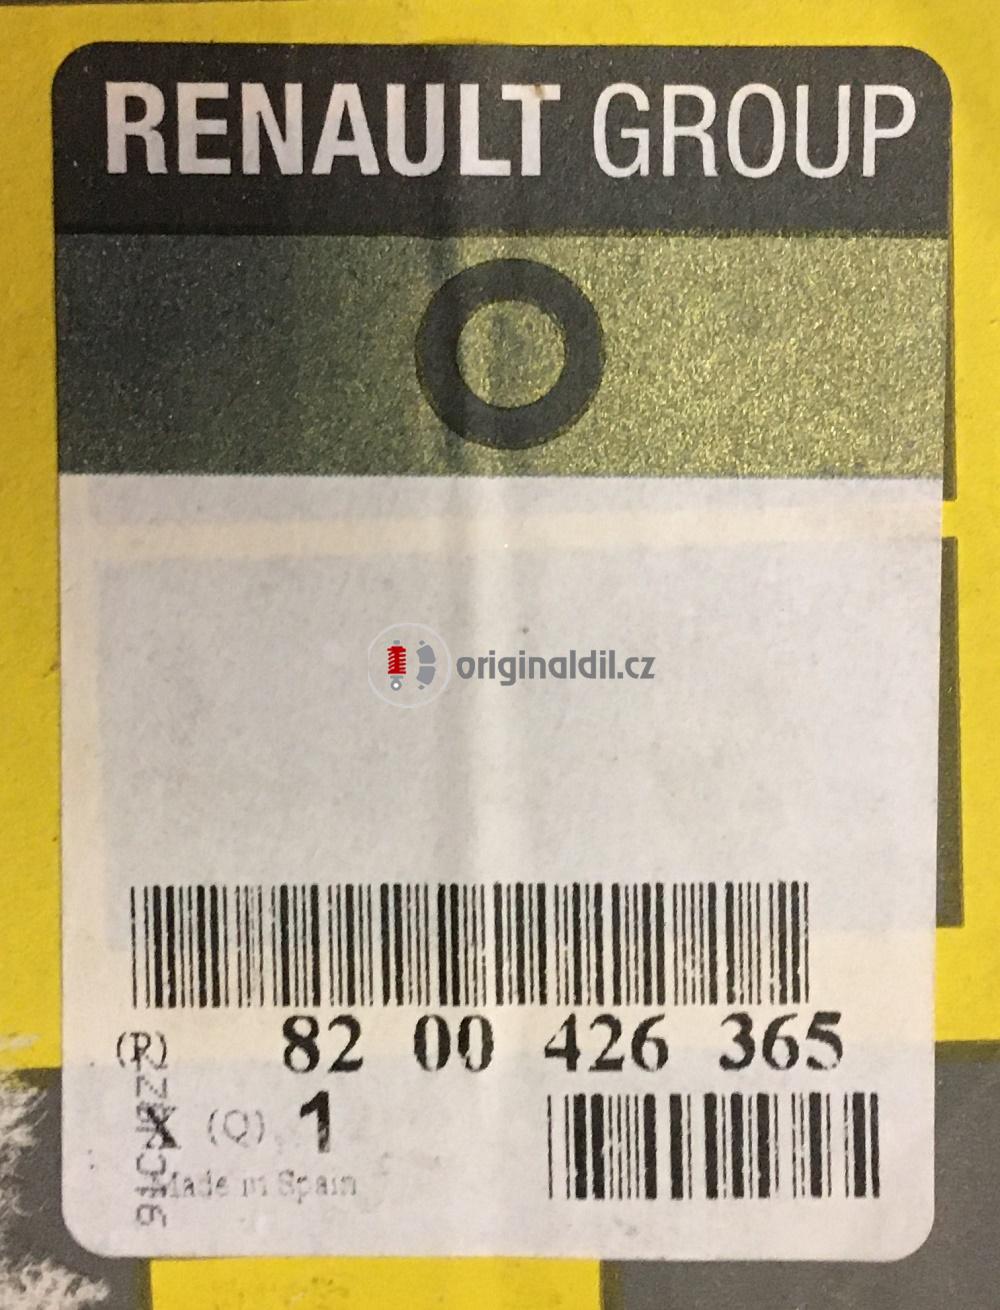 RENAULT GROUP
originaldil.cz
(P) 82 00 426 365
X (Q) 1
Made in Spain